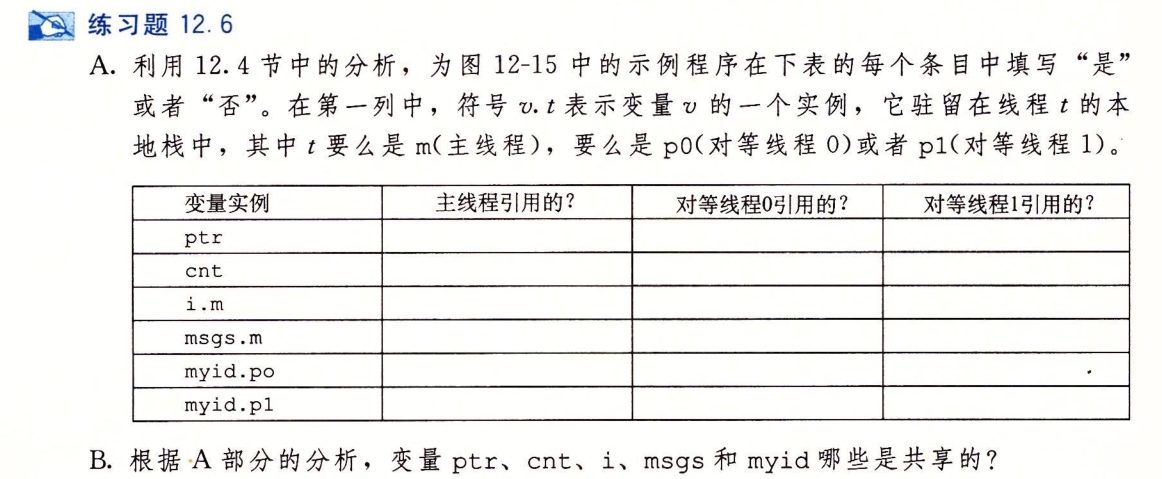 练习题 12.6
A. 利用 12.4 节中的分析，为图 12-15 中的示例程序在下表的每个条目中填写“是”
或者“否”。在第一列中，符号 v.t 表示变量 v 的一个实例，它驻留在线程 t 的本
地栈中，其中 t 要么是 m(主线程)，要么是 p0(对等线程 0)或者 p1(对等线程 1)。
变量实例 主线程引用的? 对等线程0引用的? 对等线程1引用的?
ptr
cnt
i.m
msgs.m
myid.po
myid.p1
B. 根据 A 部分的分析，变量 ptr、cnt、i、msgs 和 myid 哪些是共享的?